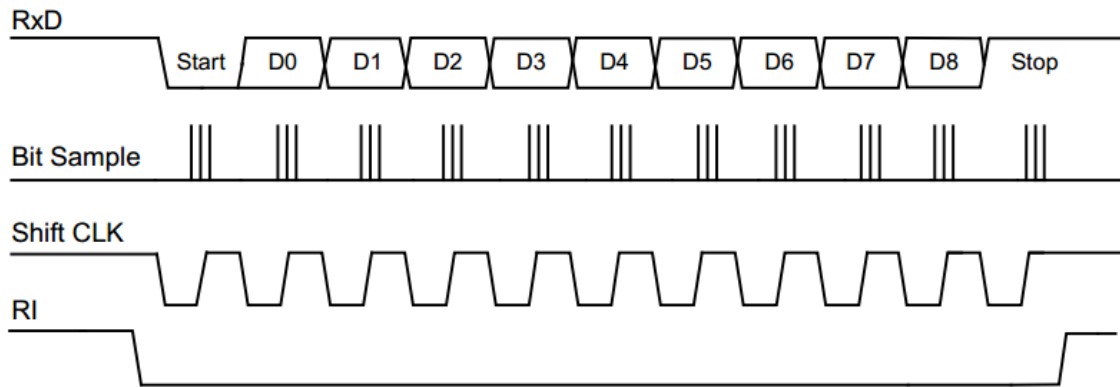 RxD
Start D0 D1 D2 D3 D4 D5 D6 D7 D8 Stop
Bit Sample
Shift CLK
RI